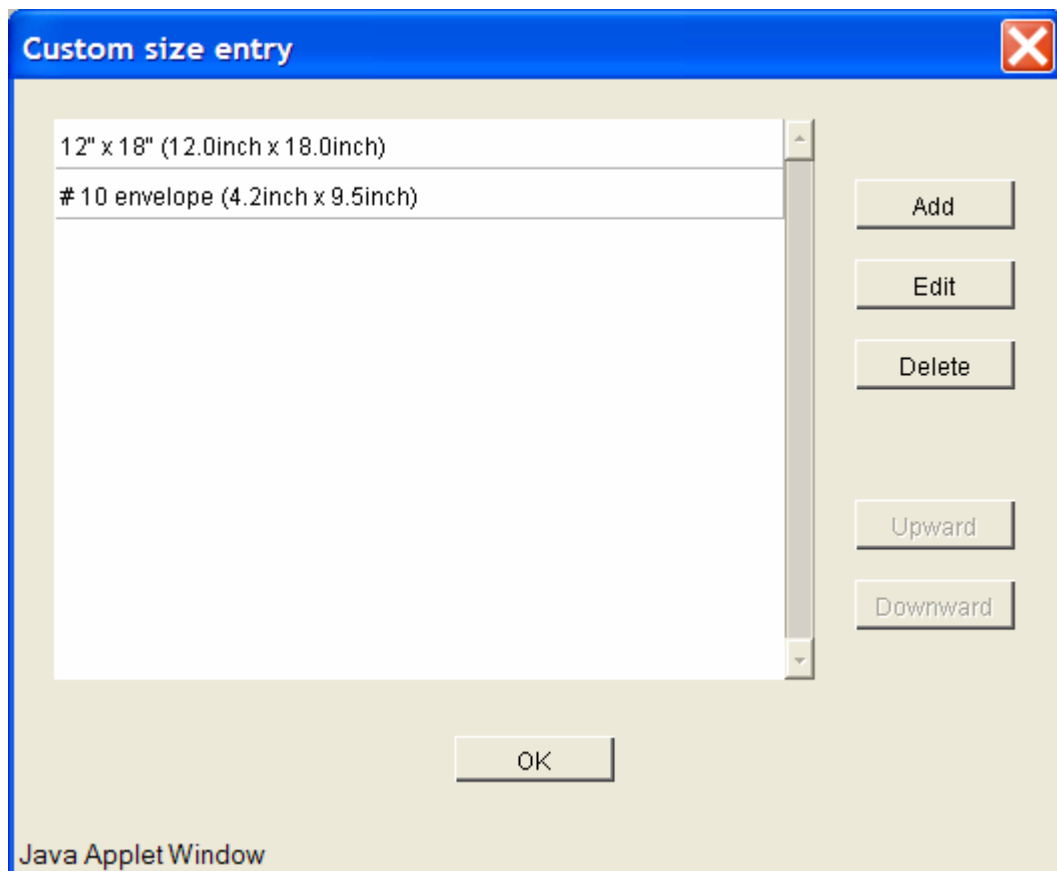 Custom size entry
12" x 18" (12.0inch x 18.0inch)
# 10 envelope (4.2inch x 9.5inch)
Add
Edit
Delete
Upward
Downward
OK
Java Applet Window